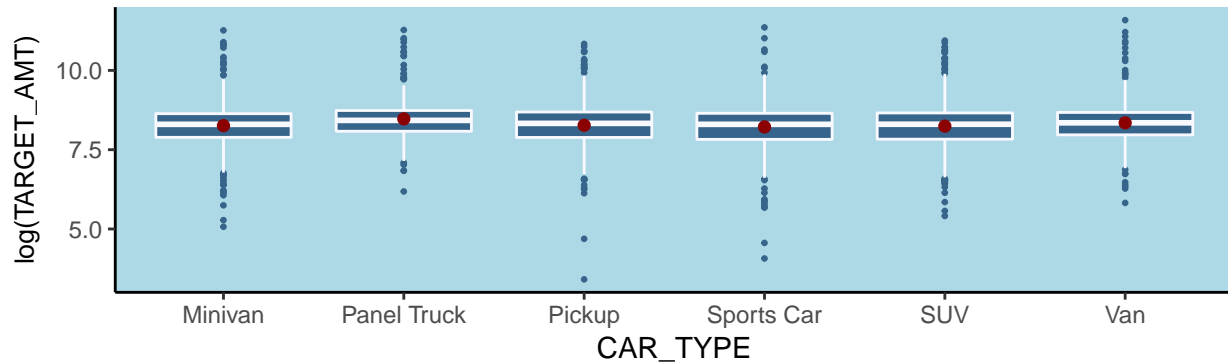 log(TARGET_AMT)
10.0
7.5
5.0
Minivan Panel Truck Pickup Sports Car SUV Van
CAR_TYPE